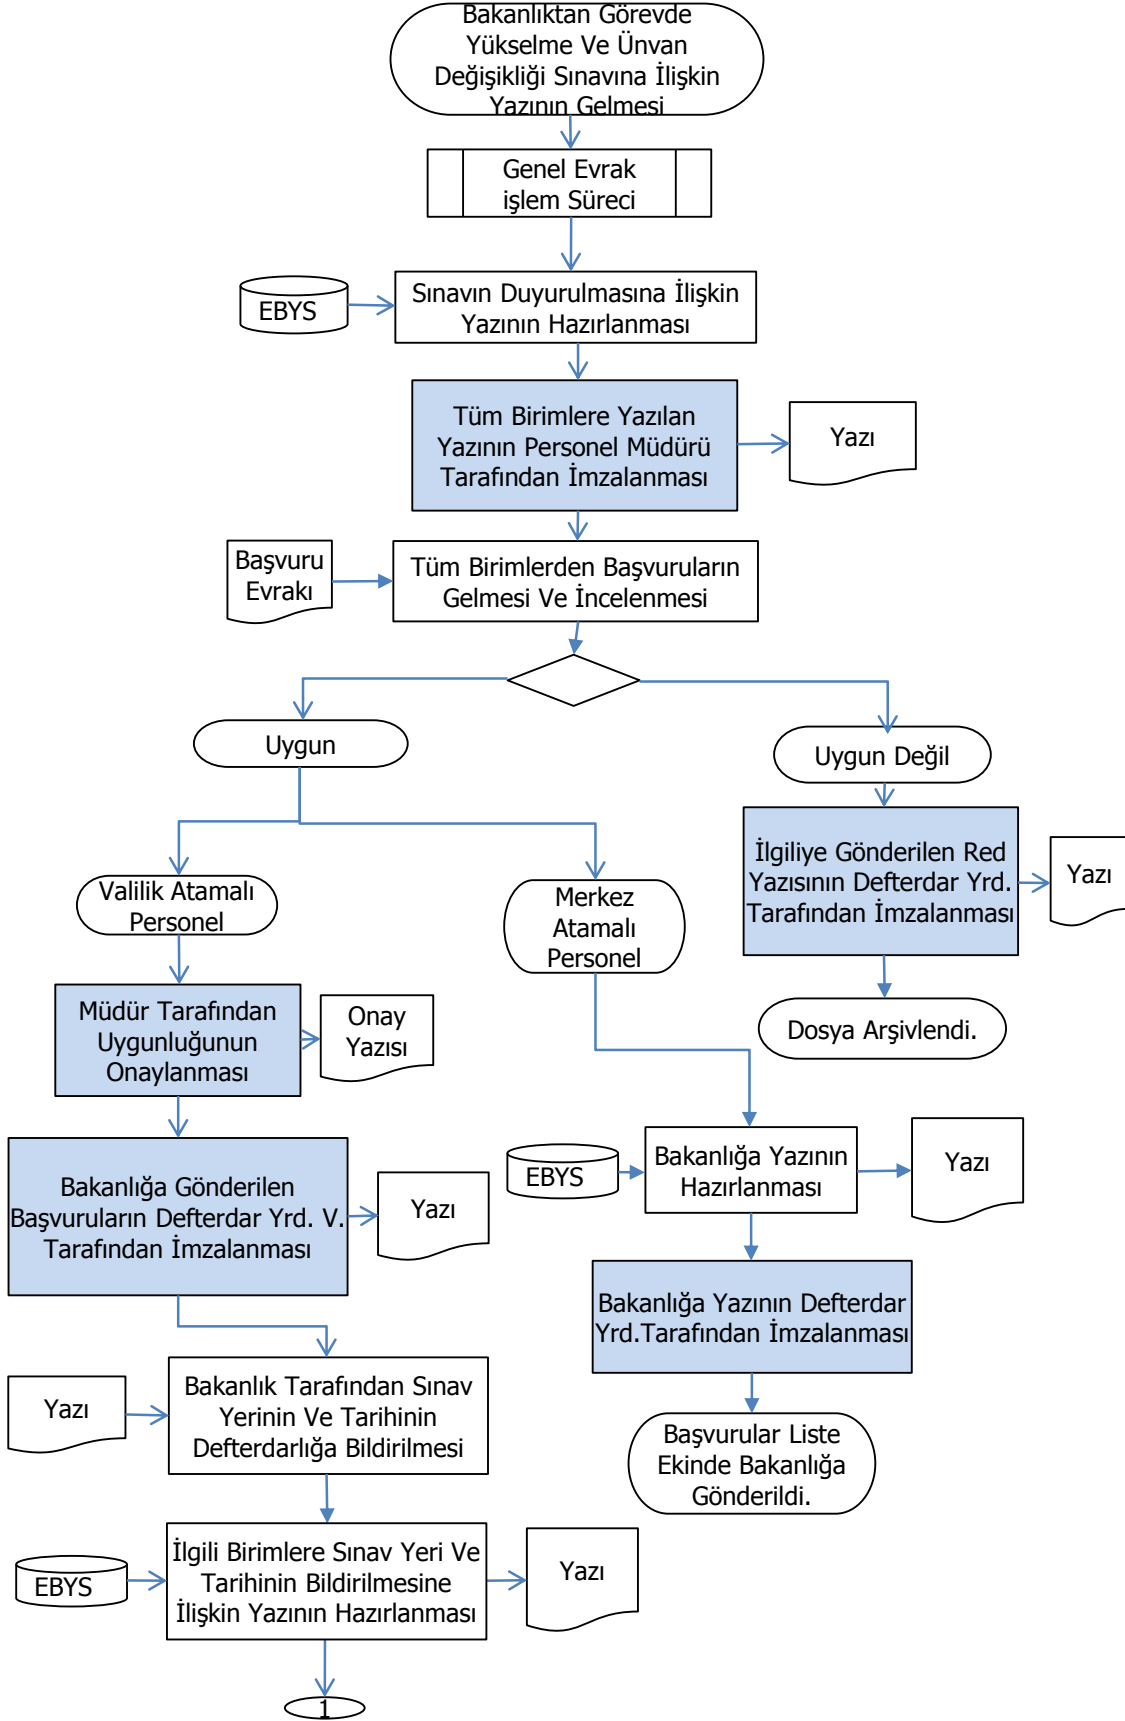 Bakanlıktan Görevde
Yükselme Ve Ünvan
Değişikliği Sınavına İlişkin
Yazının Gelmesi
Genel Evrak
işlem Süreci
EBYS
Sınavın Duyurulmasına İlişkin
Yazının Hazırlanması
Tüm Birimlere Yazılan
Yazının Personel Müdürü
Tarafından İmzalanması
Yazı
Başvuru
Evrakı
Tüm Birimlerden Başvuruların
Gelmesi Ve İncelenmesi
Uygun
Uygun Değil
Valilik Atamalı
Personel
Merkez
Atamalı
Personel
İlgiliye Gönderilen Red
Yazısının Defterdar Yrd.
Tarafından İmzalanması
Yazı
Müdür Tarafından
Uygunluğunun
Onaylanması
Onay
Yazısı
Dosya Arşivlendi.
Bakanlığa Gönderilen
Başvuruların Defterdar Yrd. V.
Tarafından İmzalanması
Yazı
EBYS
Bakanlığa Yazının
Hazırlanması
Yazı
Bakanlığa Yazının Defterdar
Yrd.Tarafından İmzalanması
Yazı
Bakanlık Tarafından Sınav
Yerinin Ve Tarihinin
Defterdarlığa Bildirilmesi
Başvurular Liste
Ekinde Bakanlığa
Gönderildi.
EBYS
İlgili Birimlere Sınav Yeri Ve
Tarihinin Bildirilmesine
İlişkin Yazının Hazırlanması
Yazı
1